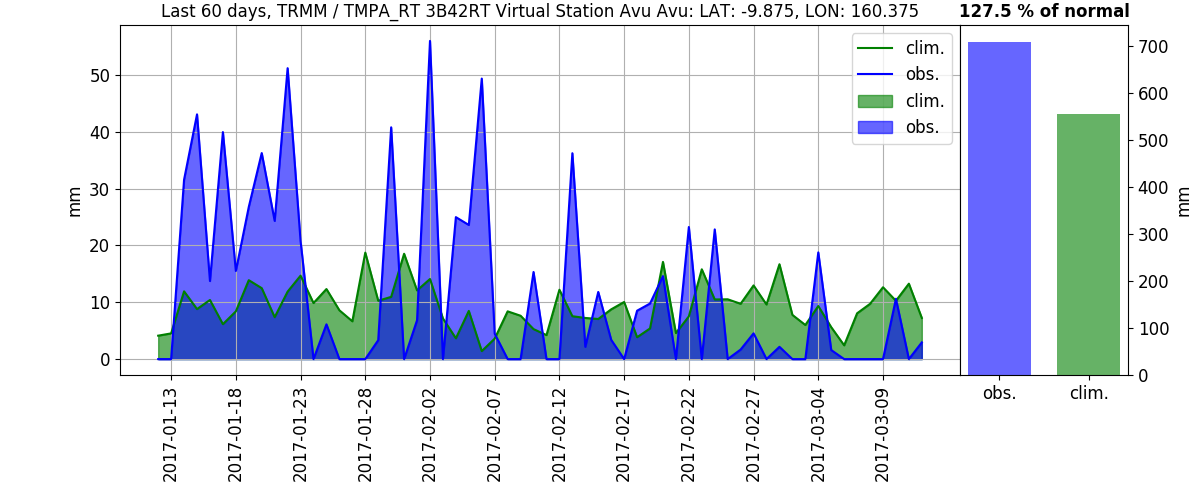 Last 60 days, TRMM / TMPA_RT 3B42RT Virtual Station Avu Avu: LAT: -9.875, LON: 160.375
127.5 % of normal
clim.
obs.
clim.
obs.
mm
50
40
30
20
10
0
2017-01-13
2017-01-18
2017-01-23
2017-01-28
2017-02-02
2017-02-07
2017-02-12
2017-02-17
2017-02-22
2017-02-27
2017-03-04
2017-03-09
700
600
500
400
300
200
100
0
mm
obs.
clim.